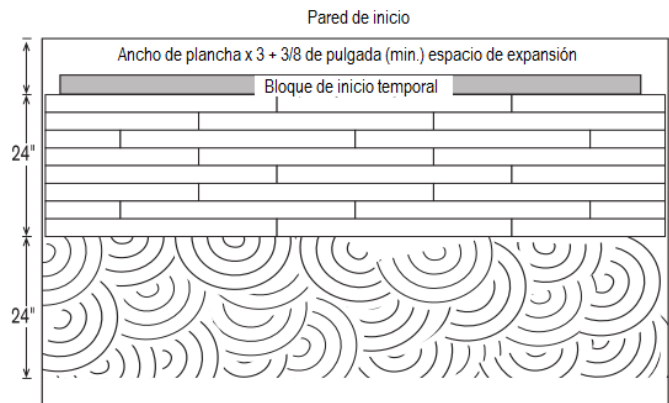 Pared de inicio
Ancho de plancha x 3 + 3/8 de pulgada (min.) espacio de expansión
Bloque de inicio temporal
24"
24"